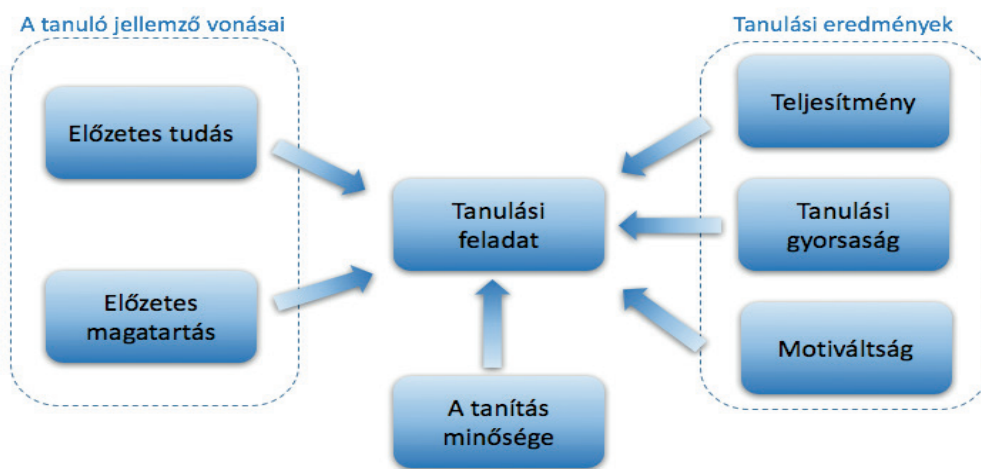 A tanuló jellemző vonásai
Előzetes tudás
Előzetes
magatartás
Tanulási
feladat
A tanítás
minősége
Tanulási eredmények
Teljesítmény
Tanulási
gyorsaság
Motiváltság